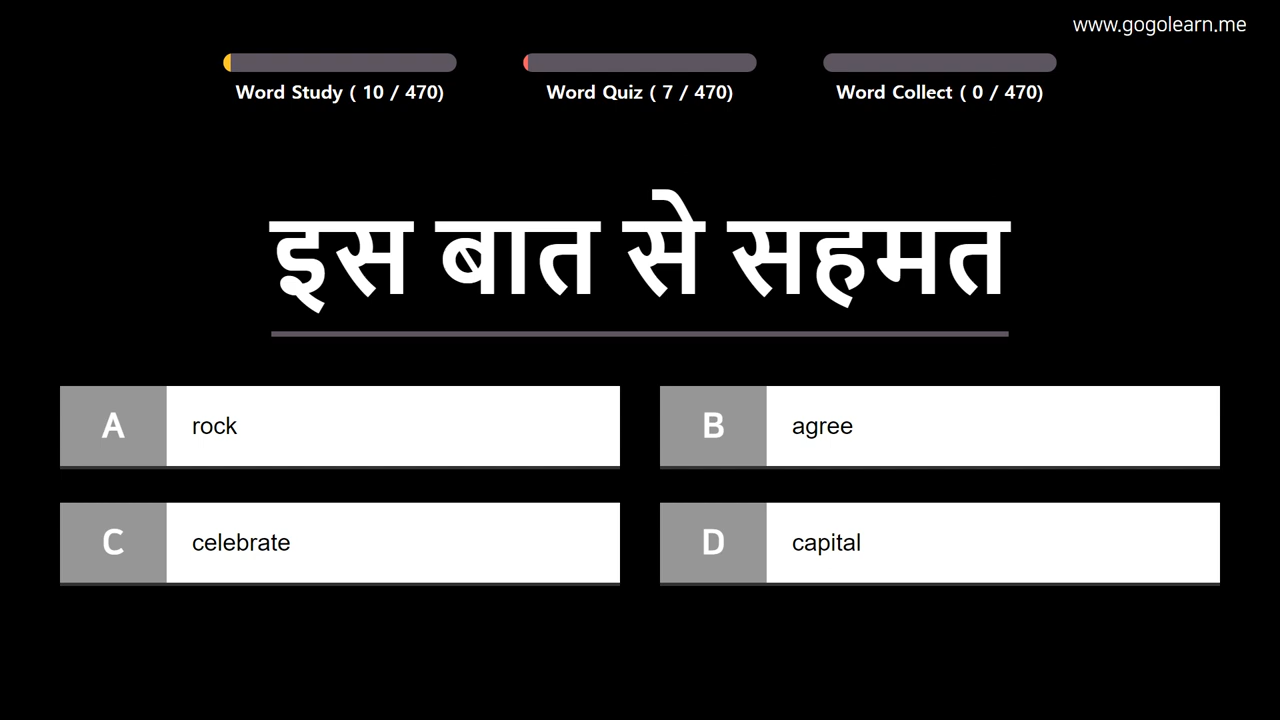 www.gogolearn.me
Word Study ( 10 / 470)
Word Quiz ( 7 / 470)
Word Collect ( 0 / 470)
इस बात से सहमत
A rock
B agree
C celebrate
D capital